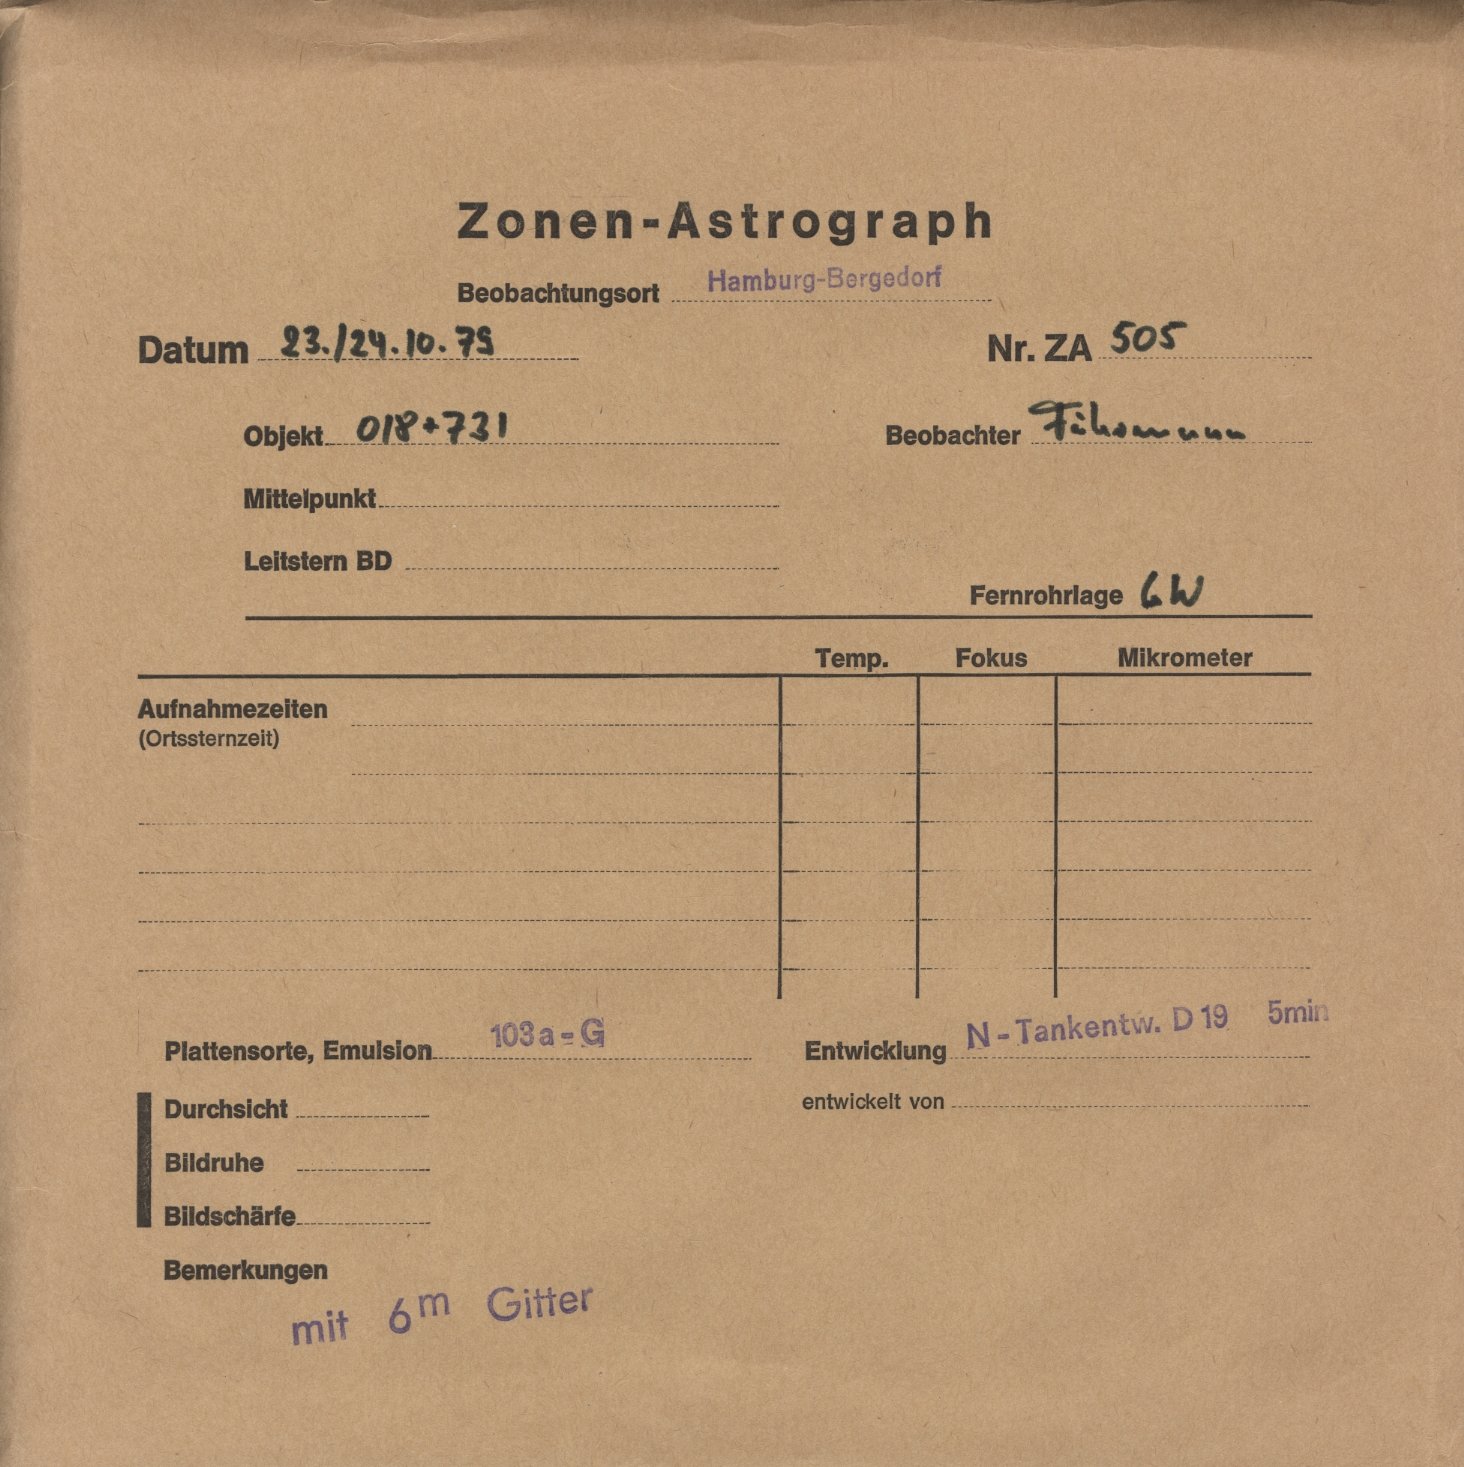 Zonen-Astrograph
Beobachtungsort Hamburg-Bergedorf
Datum 23./24.10.75 Nr. ZA 505
Objekt 018+731 Beobachter
Mittelpunkt
Leitstern BD
Fernrohrlage GW
Temp. Fokus Mikrometer
Aufnahmezeiten
(Ortssternzeit)
Plattensorte, Emulsion 103a-G Entwicklung N-Tankentw. D 19 5min
Durchsicht entwickelt von
Bildruhe
Bildschärfe
Bemerkungen
mit 6m Gitter